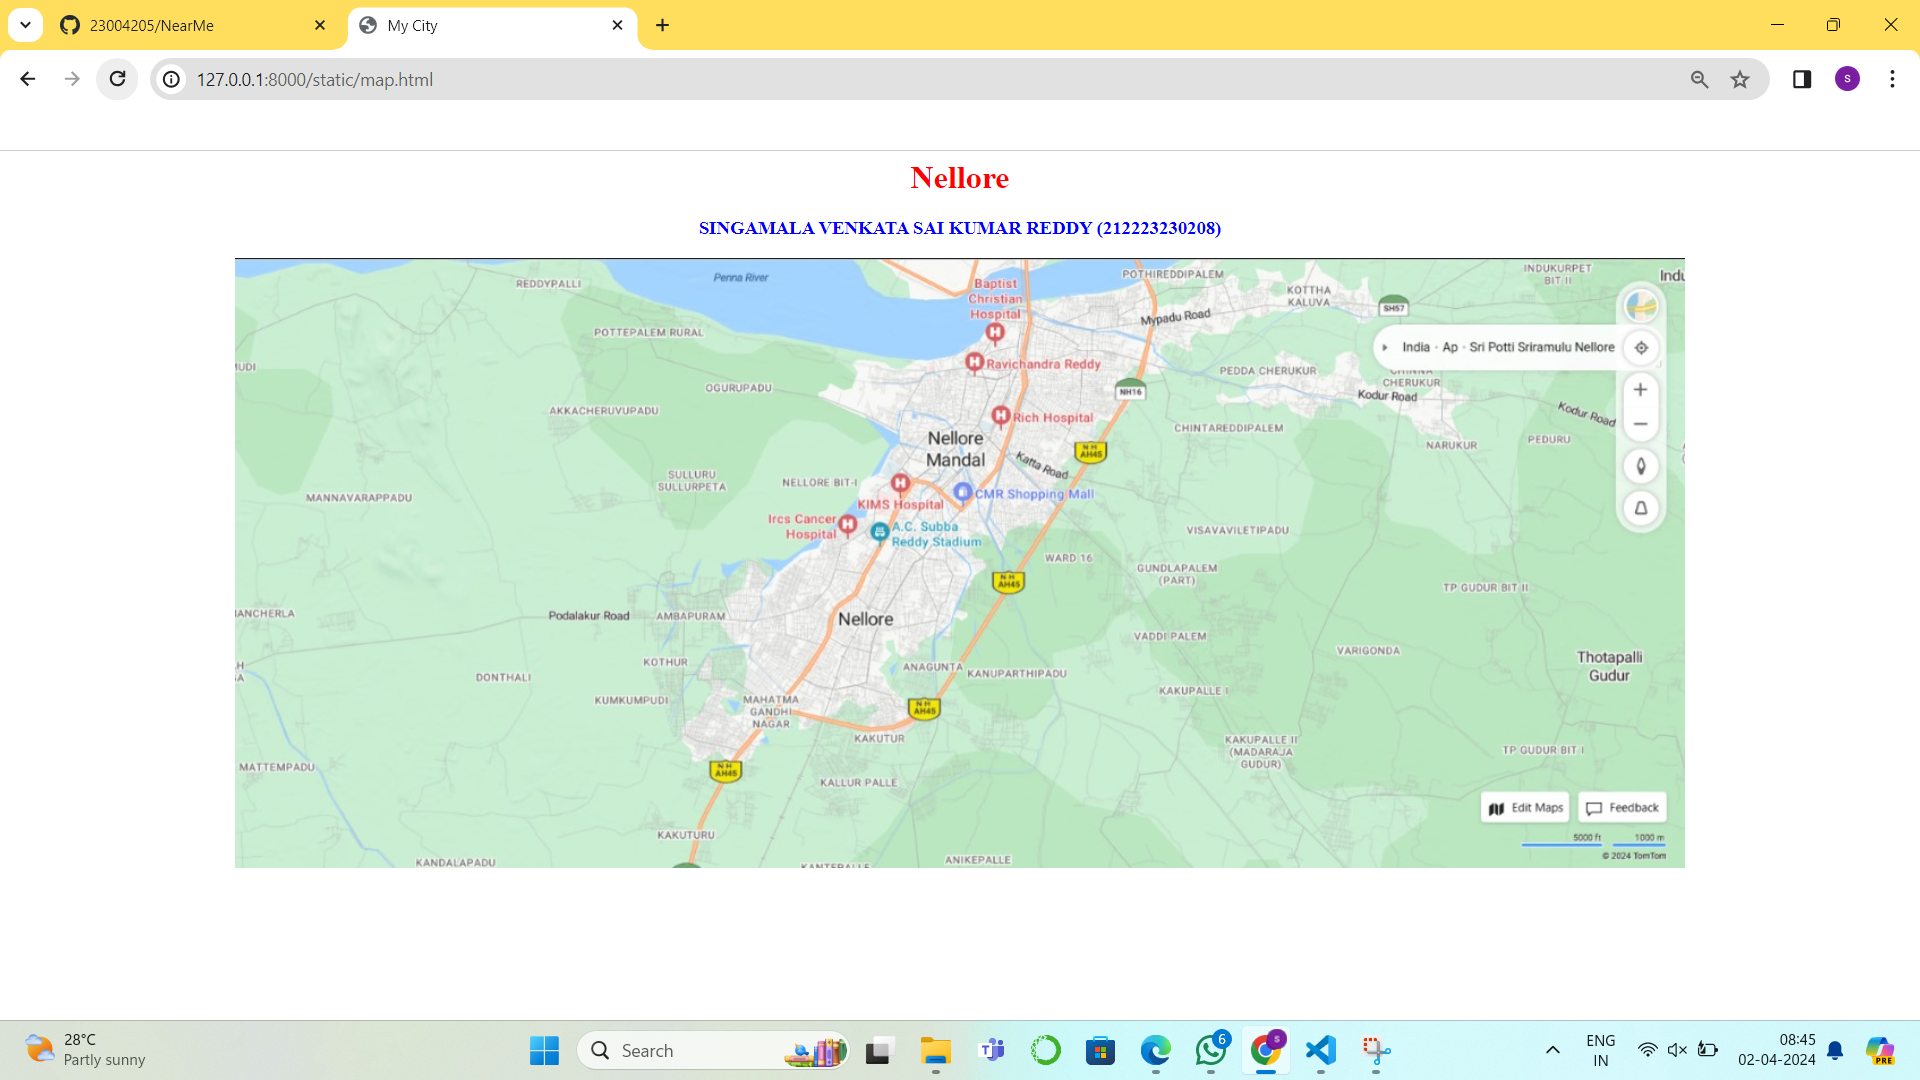 23004205/NearMe
My City
127.0.0.1:8000/static/map.html
S
Nellore
SINGAMALA VENKATA SAI KUMAR REDDY (212223230208)
Penna River
REDDYPALLI
POTHIREDDIPALEM
INDUKURPET
BIT II
Indu
Baptist
Christian
Hospital
KOTTHA
KALUVA
SH57
Mypadu Road
POTTEPALEM RURAL
India · Ap · Sri Potti Sriramulu Nellore
Ravichandra Reddy
PEDDA CHERUKUR
CHERUKUR
OGURUPADU
NH16
Kodur Road
Kodur Road
AKKACHERUVUPADU
Rich Hospital
CHINTAREDDIPALEM
NARUKUR
PEDURU
Nellore
Mandal
NH
AH45
Katta Road
SULLURU
SULLURPETA
NELLORE BIT-I
MANNAVARAPPADU
CMR Shopping Mall
KIMS Hospital
Ircs Cancer
Hospital
A.C. Subba
Reddy Stadium
VISAVAVILETIPADU
WARD 16
GUNDLAPALEM
(PART)
NH
AH45
TP GUDUR BIT II
ANCHERLA
Podalakur Road
AMBAPURAM
Nellore
VADDI PALEM
VARIGONDA
KOTHUR
ANAGUNTA
KANUPARTHIPADU
Thotapalli
Gudur
DONTHALI
KAKUPALLE I
KUMKUMPUDI
MAHATMA
GANDHI
NAGAR
NH
AH45
KAKUTUR
KAKUPALLE II
(MADARAJA
GUDUR)
TP GUDUR BIT I
MATTEMPADU
NH
AH45
KALLUR PALLE
Edit Maps
Feedback
KAKUTURU
5000 ft
1000 m
KANDALAPADU
ANIKEPALLE
© 2024 TomTom
28°C
Partly sunny
Search
6
S
ENG
IN
08:45
02-04-2024
PRE